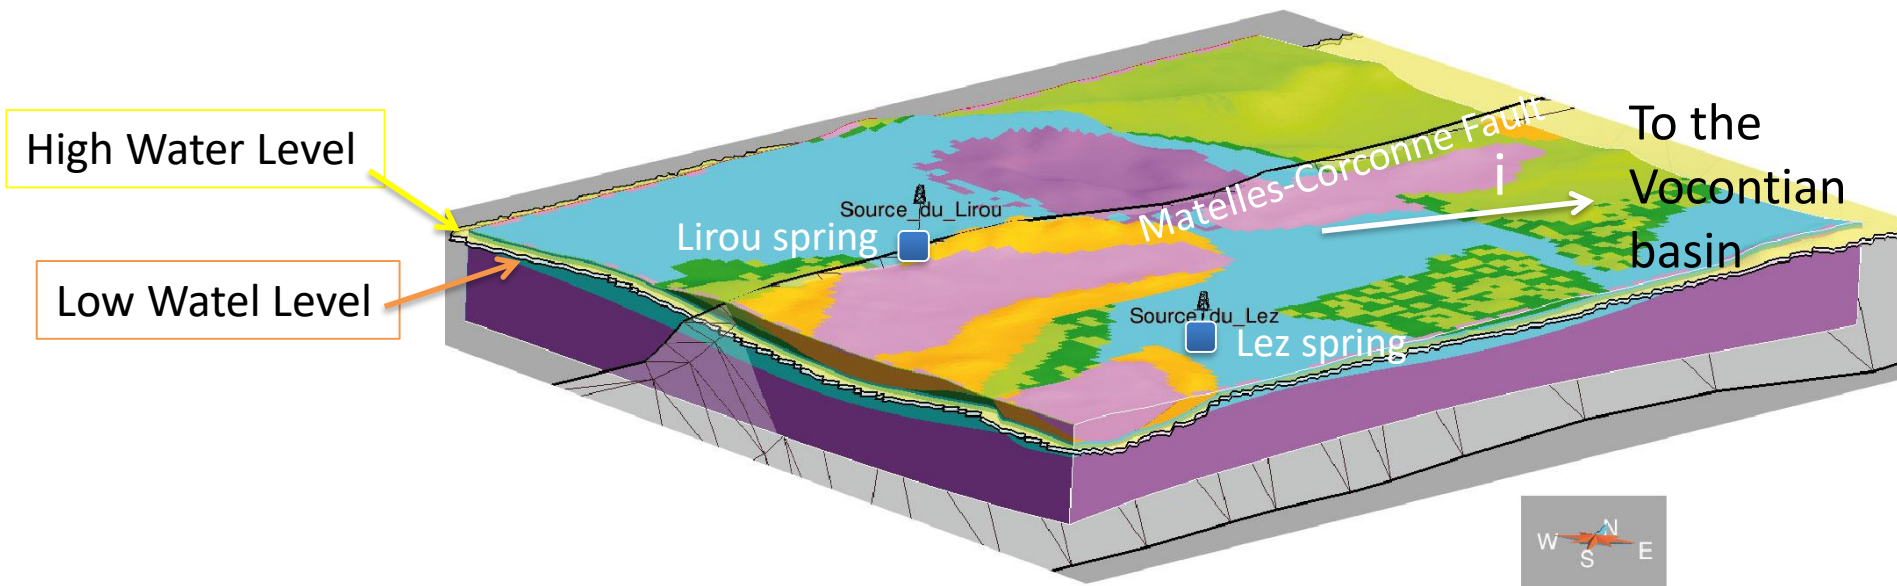 High Water Level
Low Watel Level
Source_du_Lirou
Lirou spring
Matelles-Corconne Fault
i
To the
Vocontian
basin
Source_du_Lez
Lez spring
N
W
E
S